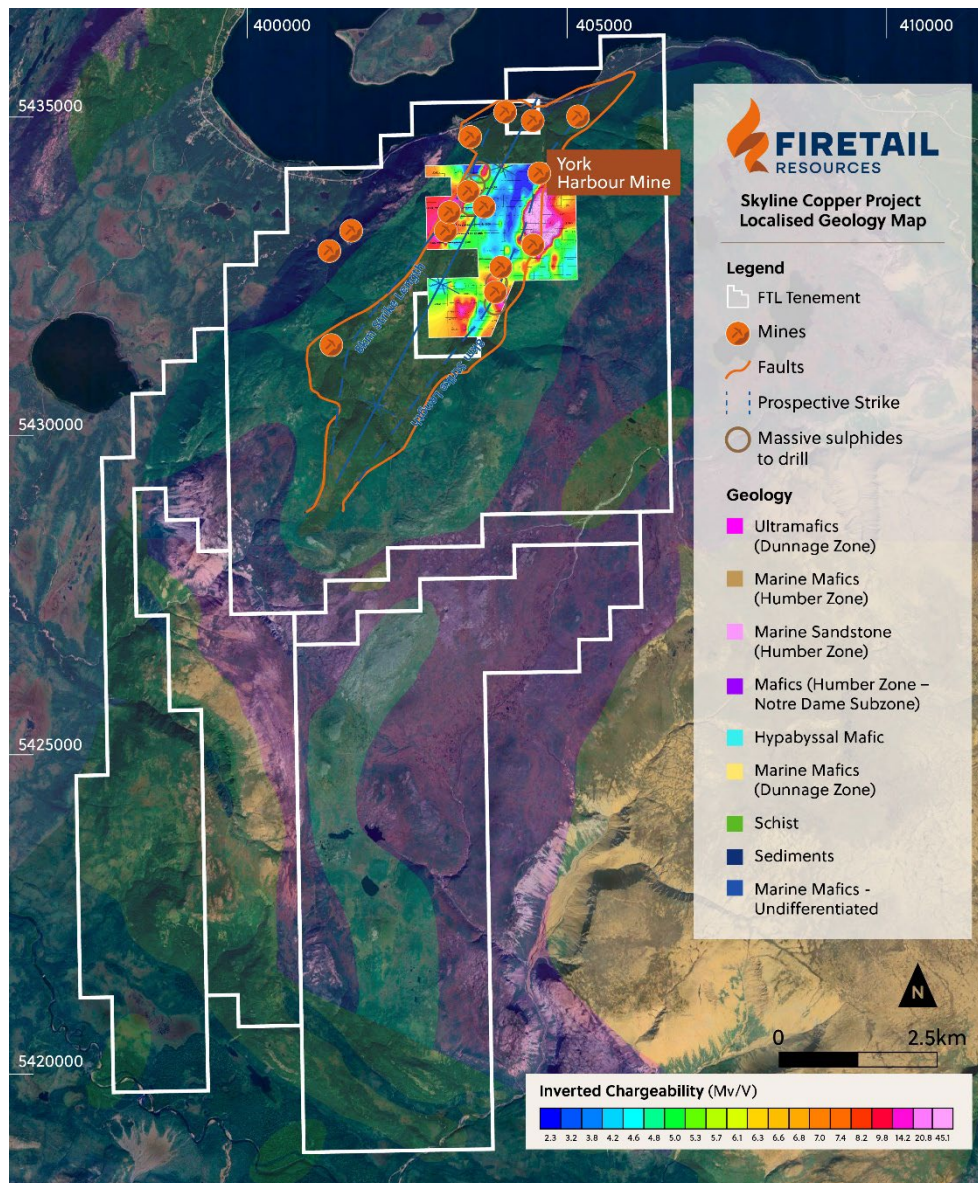 400000
405000
410000
5435000
5430000
5425000
5420000
York
Harbour Mine
9km Strike Length
FIRETAIL
RESOURCES
Skyline Copper Project
Localised Geology Map
Legend
FTL Tenement
Mines
Faults
Prospective Strike
Massive sulphides
to drill
Geology
Ultramafics
(Dunnage Zone)
Marine Mafics
(Humber Zone)
Marine Sandstone
(Humber Zone)
Mafics (Humber Zone –
Notre Dame Subzone)
Hypabyssal Mafic
Marine Mafics
(Dunnage Zone)
Schist
Sediments
Marine Mafics -
Undifferentiated
N
0 2.5km
Inverted Chargeability (Mv/V)
2.3 3.2 3.8 4.2 4.6 4.8 5.0 5.3 5.7 6.1 6.3 6.6 6.8 7.0 7.4 8.2 9.8 14.2 20.8 45.1